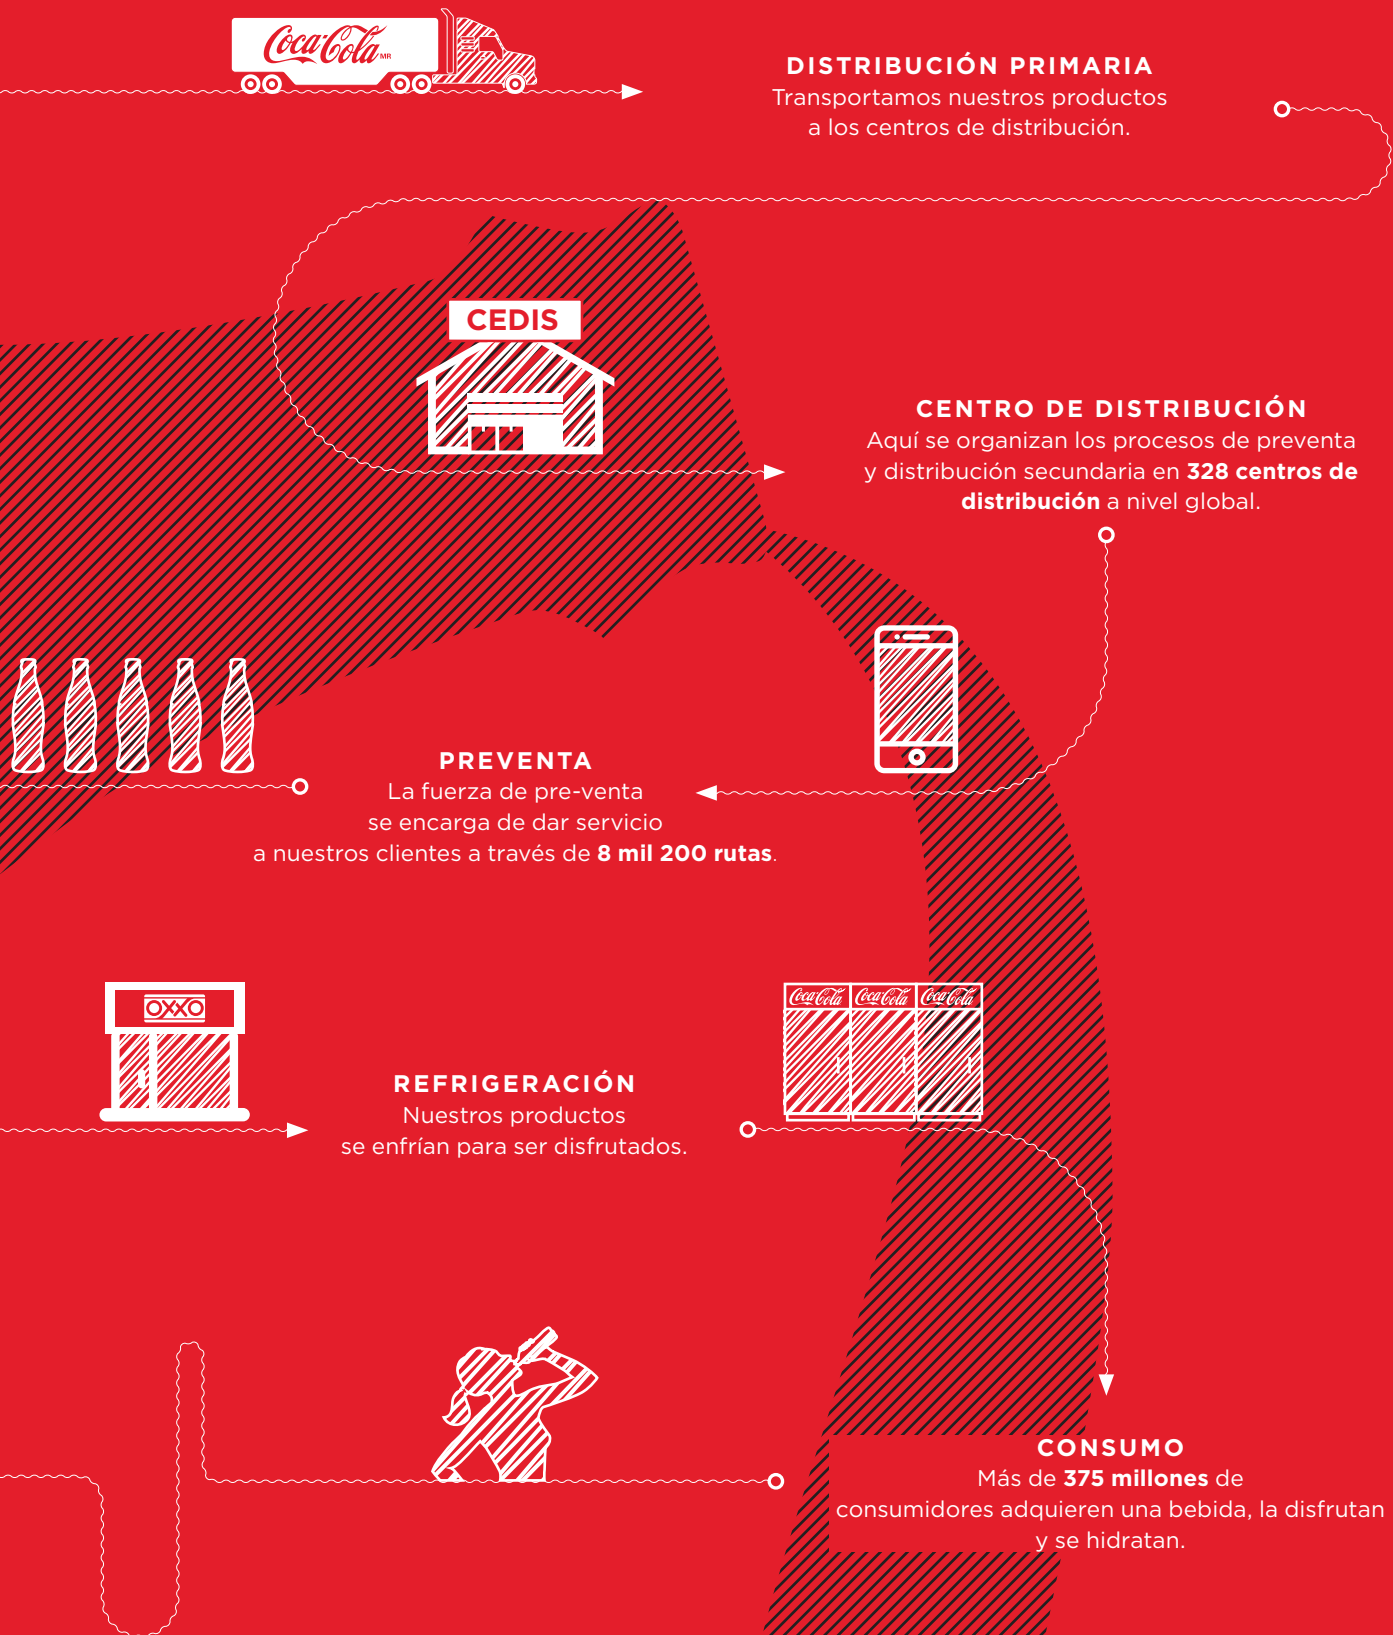 Coca-Cola MR
DISTRIBUCIÓN PRIMARIA
Transportamos nuestros productos
a los centros de distribución.
CEDIS
CENTRO DE DISTRIBUCIÓN
Aquí se organizan los procesos de preventa
y distribución secundaria en 328 centros de
distribución a nivel global.
PREVENTA
La fuerza de pre-venta
se encarga de dar servicio
a nuestros clientes a través de 8 mil 200 rutas.
OXXO
Coca-Cola Coca-Cola Coca-Cola
REFRIGERACIÓN
Nuestros productos
se enfrían para ser disfrutados.
CONSUMO
Más de 375 millones de
consumidores adquieren una bebida, la disfrutan
y se hidratan.